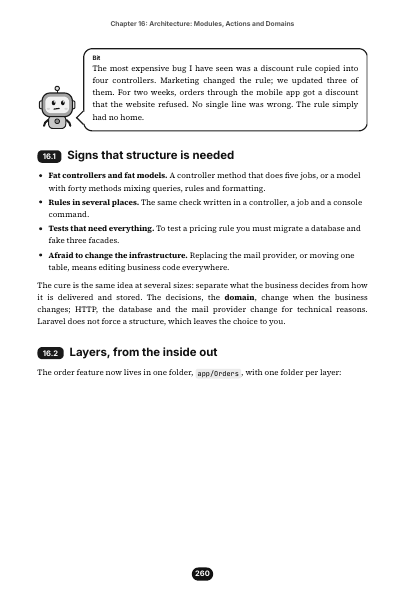 Chapter 16: Architecture: Modules, Actions and Domains
Bit
The most expensive bug I have seen was a discount rule copied into
four controllers. Marketing changed the rule; we updated three of
them. For two weeks, orders through the mobile app got a discount
that the website refused. No single line was wrong. The rule simply
had no home.
16.1 Signs that structure is needed
• Fat controllers and fat models. A controller method that does five jobs, or a model
with forty methods mixing queries, rules and formatting.
• Rules in several places. The same check written in a controller, a job and a console
command.
• Tests that need everything. To test a pricing rule you must migrate a database and
fake three facades.
• Afraid to change the infrastructure. Replacing the mail provider, or moving one
table, means editing business code everywhere.
The cure is the same idea at several sizes: separate what the business decides from how
it is delivered and stored. The decisions, the domain, change when the business
changes; HTTP, the database and the mail provider change for technical reasons.
Laravel does not force a structure, which leaves the choice to you.
16.2 Layers, from the inside out
The order feature now lives in one folder, app/Orders, with one folder per layer:
260